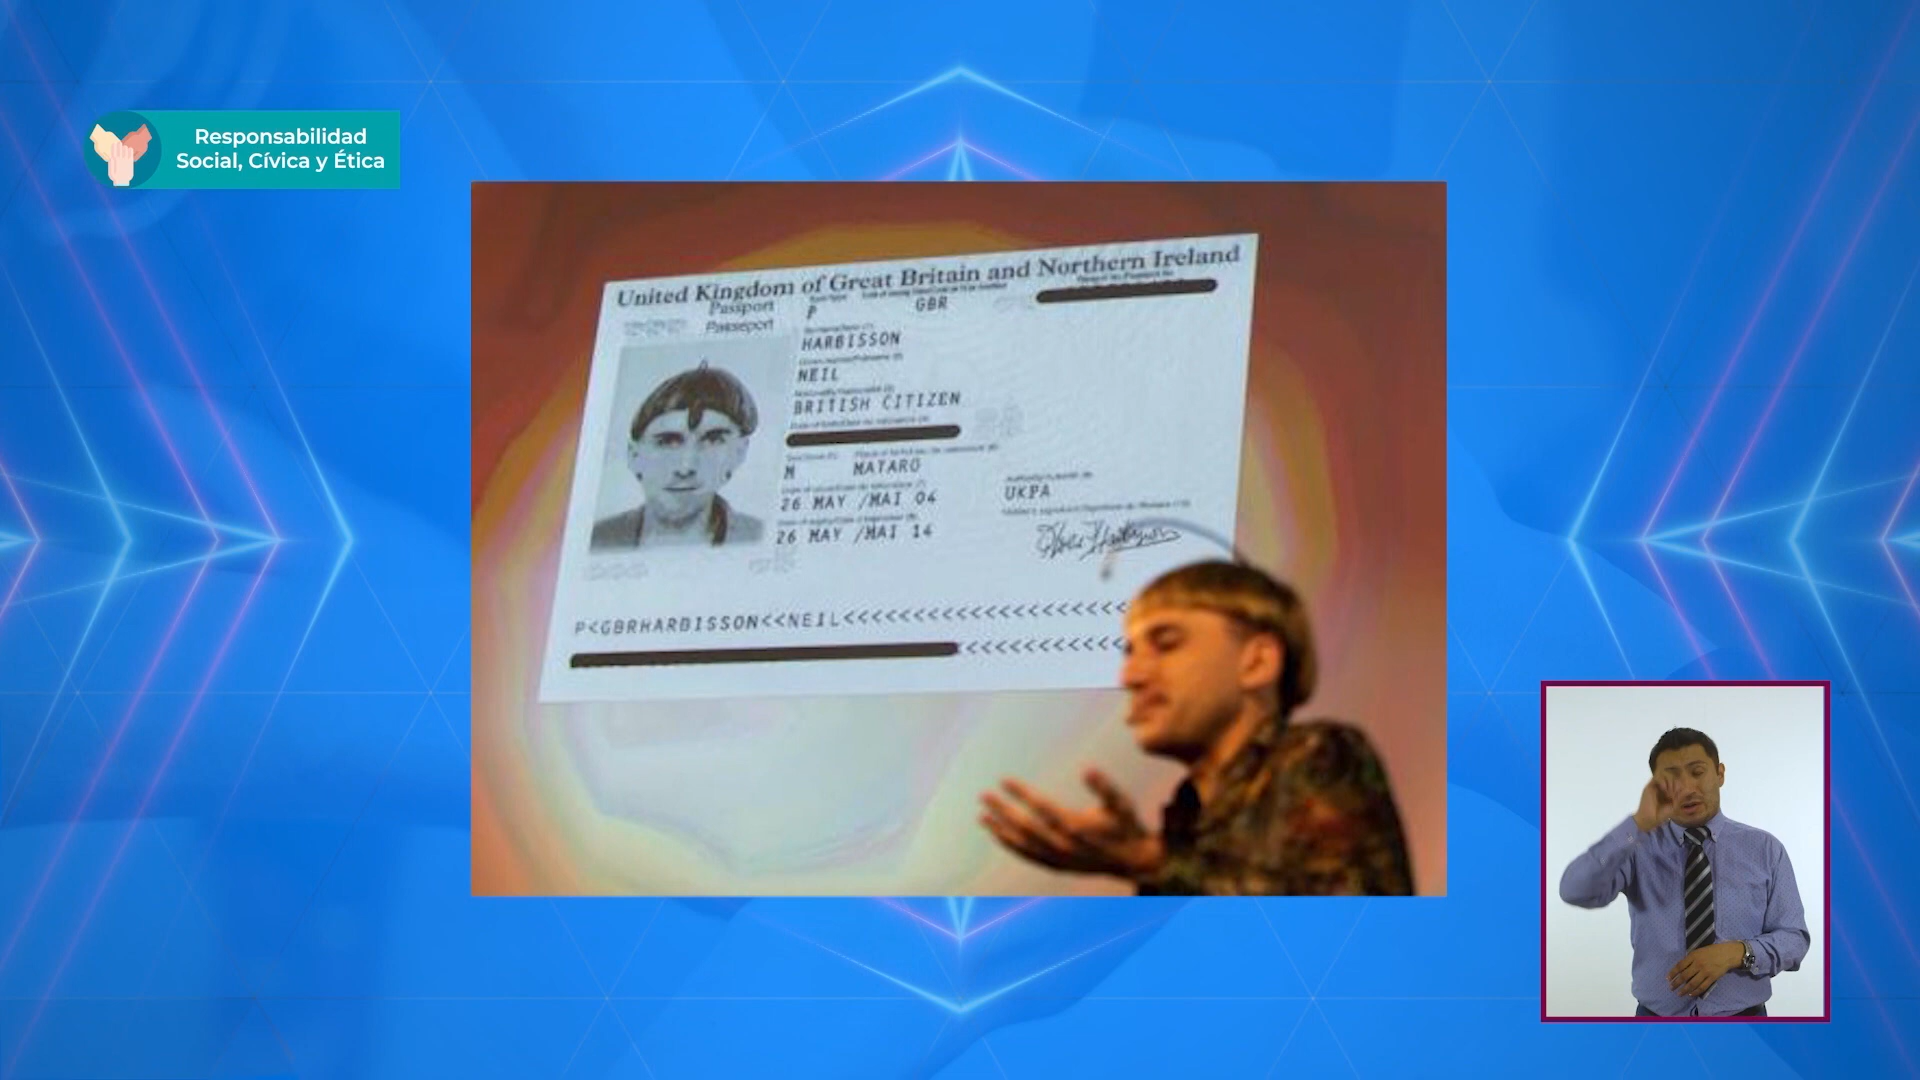 Responsabilidad
Social, Cívica y Ética
United Kingdom of Great Britain and Northern Ireland
Passport
Passeport
P
GBR
HARBISSON
NEIL
BRITISH CITIZEN
M
MATARO
26 MAY /MAI 04
UKPA
26 MAY /MAI 14
P<GBRHARBISSON<<NEIL<<<<<<<<<<<<<<<<<<<<<
<<<<<<<<<<<